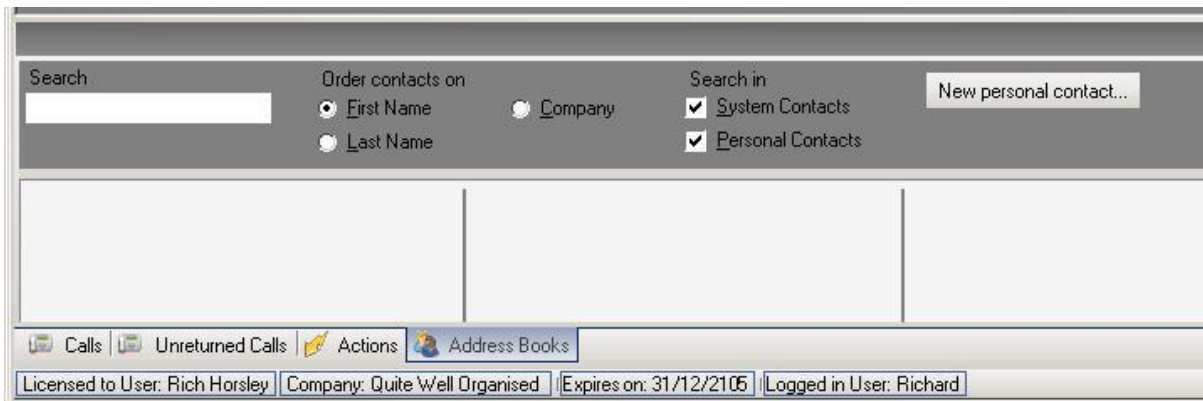 Search Order contacts on Search in New personal contact...
First Name Company System Contacts
Last Name Personal Contacts
Calls Unreturned Calls Actions Address Books
Licensed to User: Rich Horsley Company: Quite Well Organised Expires on: 31/12/2105 Logged in User: Richard